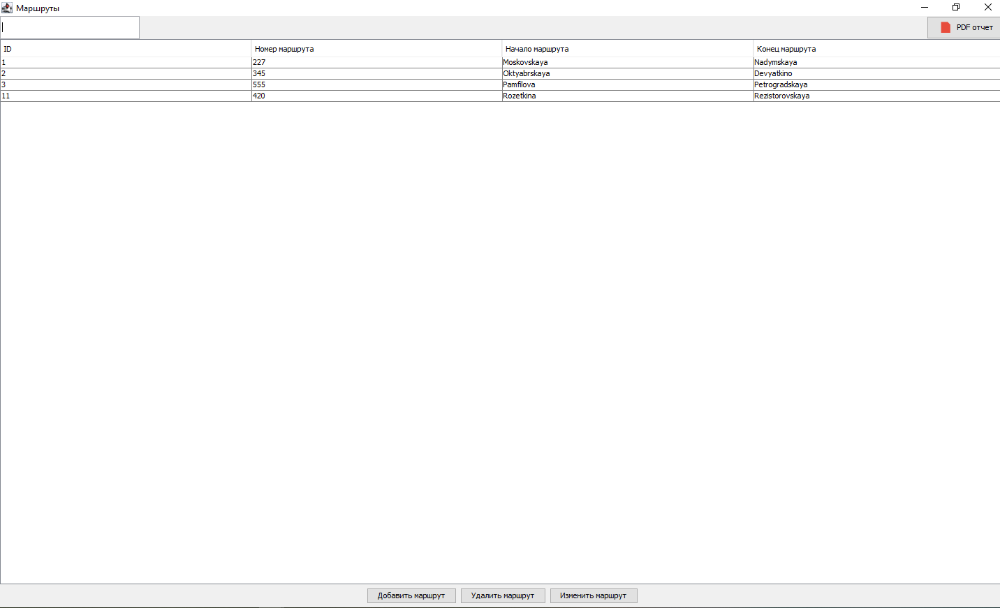 Маршруты
PDF отчет
ID Номер маршрута Начало маршрута Конец маршрута
1 227 Moskovskaya Nadymskaya
2 345 Oktyabrskaya Devyatkino
3 555 Pamfilova Petrogradskaya
11 420 Rozetkina Rezistorovskaya
Добавить маршрут Удалить маршрут Изменить маршрут